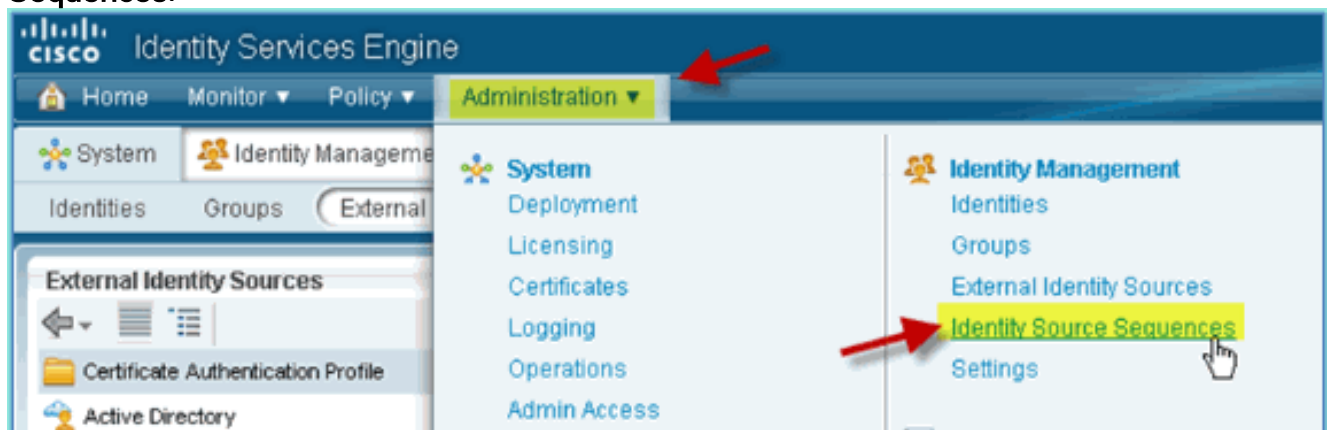 Sequences.
cisco Identity Services Engine
Home Monitor ▾ Policy ▾ Administration ▾
System Identity Manageme
Identities Groups External
External Identity Sources
Certificate Authentication Profile
Active Directory
System
Deployment
Licensing
Certificates
Logging
Operations
Admin Access
Identity Management
Identities
Groups
External Identity Sources
Identity Source Sequences
Settings